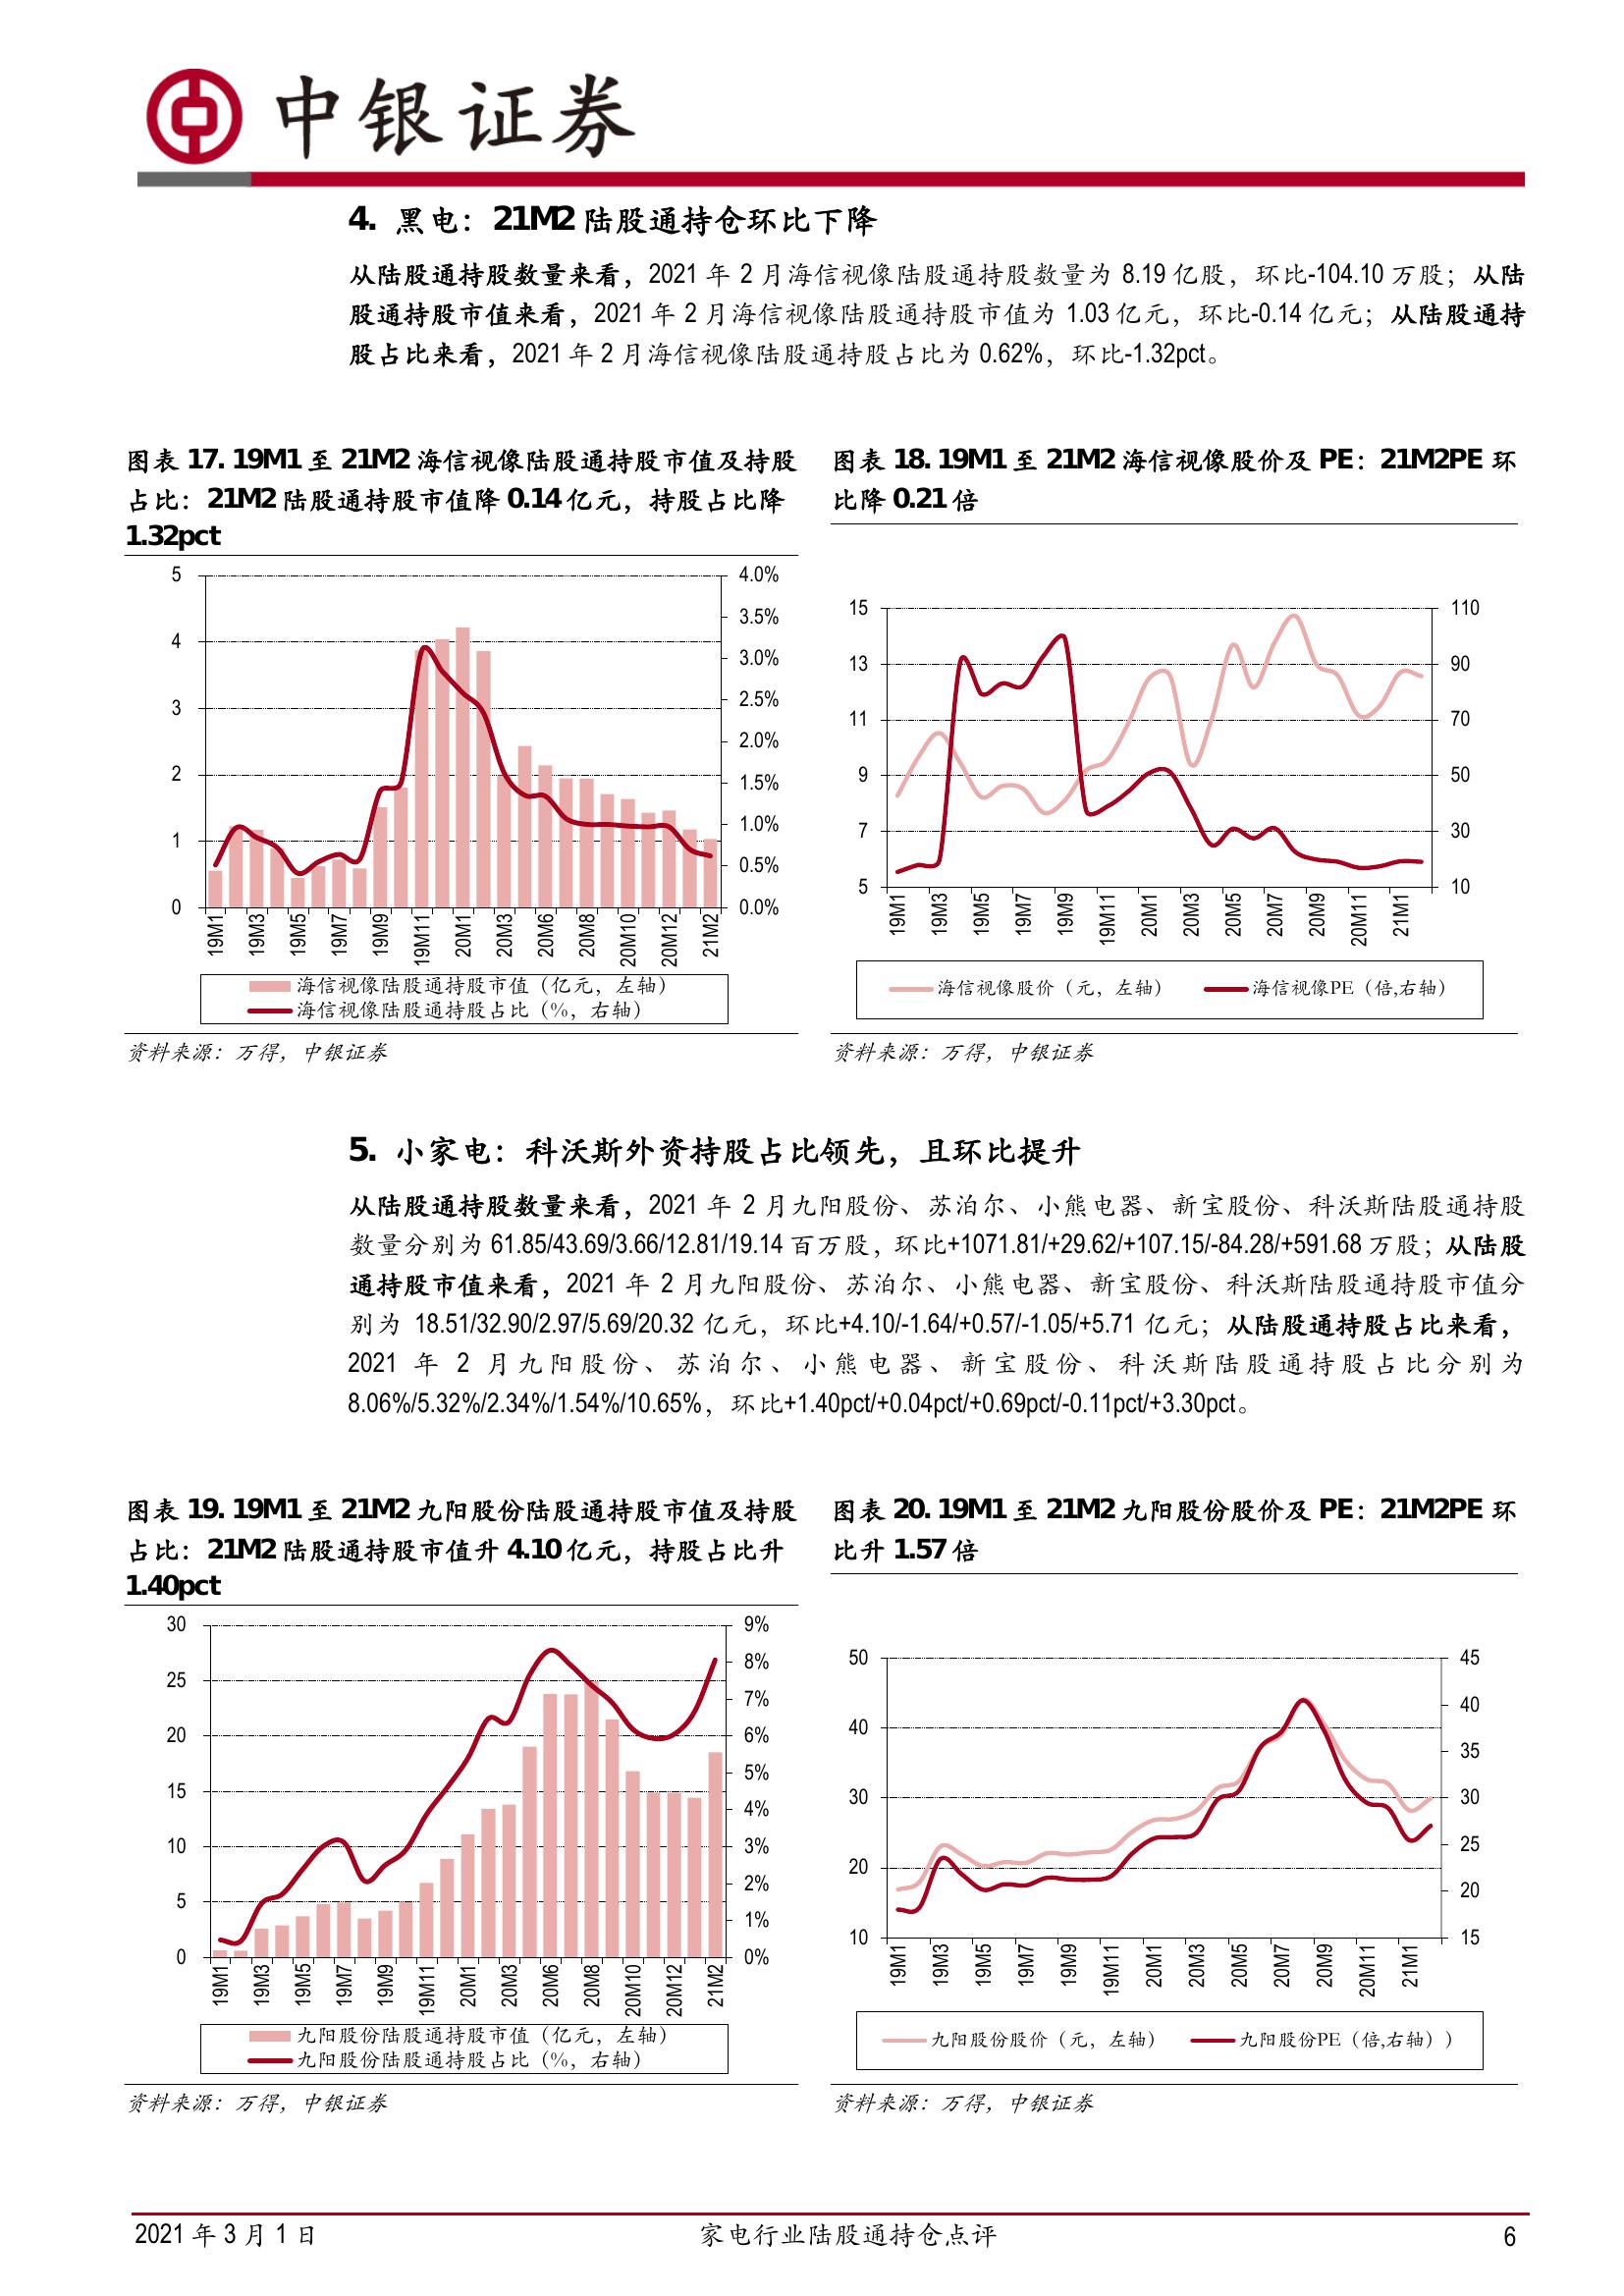 中银证券
4. 黑电：21M2 陆股通持仓环比下降
从陆股通持股数量来看，2021 年 2 月海信视像陆股通持股数量为 8.19 亿股，环比-104.10 万股；从陆
股通持股市值来看，2021 年 2 月海信视像陆股通持股市值为 1.03 亿元，环比-0.14 亿元；从陆股通持
股占比来看，2021 年 2 月海信视像陆股通持股占比为 0.62%，环比-1.32pct。
图表 17. 19M1 至 21M2 海信视像陆股通持股市值及持股
占比：21M2 陆股通持股市值降 0.14 亿元，持股占比降
1.32pct
5
4
3
2
1
0
4.0%
3.5%
3.0%
2.5%
2.0%
1.5%
1.0%
0.5%
0.0%
19M1
19M3
19M5
19M7
19M9
19M11
20M1
20M3
20M6
20M8
20M10
20M12
21M2
海信视像陆股通持股市值（亿元，左轴）
海信视像陆股通持股占比（%，右轴）
资料来源：万得，中银证券
图表 18. 19M1 至 21M2 海信视像股价及 PE：21M2PE 环
比降 0.21 倍
15
13
11
9
7
5
110
90
70
50
30
10
19M1
19M3
19M5
19M7
19M9
19M11
20M1
20M3
20M5
20M7
20M9
20M11
21M1
海信视像股价（元，左轴）
海信视像PE（倍,右轴）
资料来源：万得，中银证券
5. 小家电：科沃斯外资持股占比领先，且环比提升
从陆股通持股数量来看，2021 年 2 月九阳股份、苏泊尔、小熊电器、新宝股份、科沃斯陆股通持股
数量分别为 61.85/43.69/3.66/12.81/19.14 百万股，环比+1071.81/+29.62/+107.15/-84.28/+591.68 万股；从陆股
通持股市值来看，2021 年 2 月九阳股份、苏泊尔、小熊电器、新宝股份、科沃斯陆股通持股市值分
别为 18.51/32.90/2.97/5.69/20.32 亿元，环比+4.10/-1.64/+0.57/-1.05/+5.71 亿元；从陆股通持股占比来看，
2021 年 2 月九阳股份、苏泊尔、小熊电器、新宝股份、科沃斯陆股通持股占比分别为
8.06%/5.32%/2.34%/1.54%/10.65%，环比+1.40pct/+0.04pct/+0.69pct/-0.11pct/+3.30pct。
图表 19. 19M1 至 21M2 九阳股份陆股通持股市值及持股
占比：21M2 陆股通持股市值升 4.10 亿元，持股占比升
1.40pct
30
25
20
15
10
5
0
9%
8%
7%
6%
5%
4%
3%
2%
1%
0%
19M1
19M3
19M5
19M7
19M9
19M11
20M1
20M3
20M6
20M8
20M10
20M12
21M2
九阳股份陆股通持股市值（亿元，左轴）
九阳股份陆股通持股占比（%，右轴）
资料来源：万得，中银证券
图表 20. 19M1 至 21M2 九阳股份股价及 PE：21M2PE 环
比升 1.57 倍
50
40
30
20
10
45
40
35
30
25
20
15
19M1
19M3
19M5
19M7
19M9
19M11
20M1
20M3
20M5
20M7
20M9
20M11
21M1
九阳股份股价（元，左轴）
九阳股份PE（倍,右轴））
资料来源：万得，中银证券
2021 年 3 月 1 日
家电行业陆股通持仓点评
6